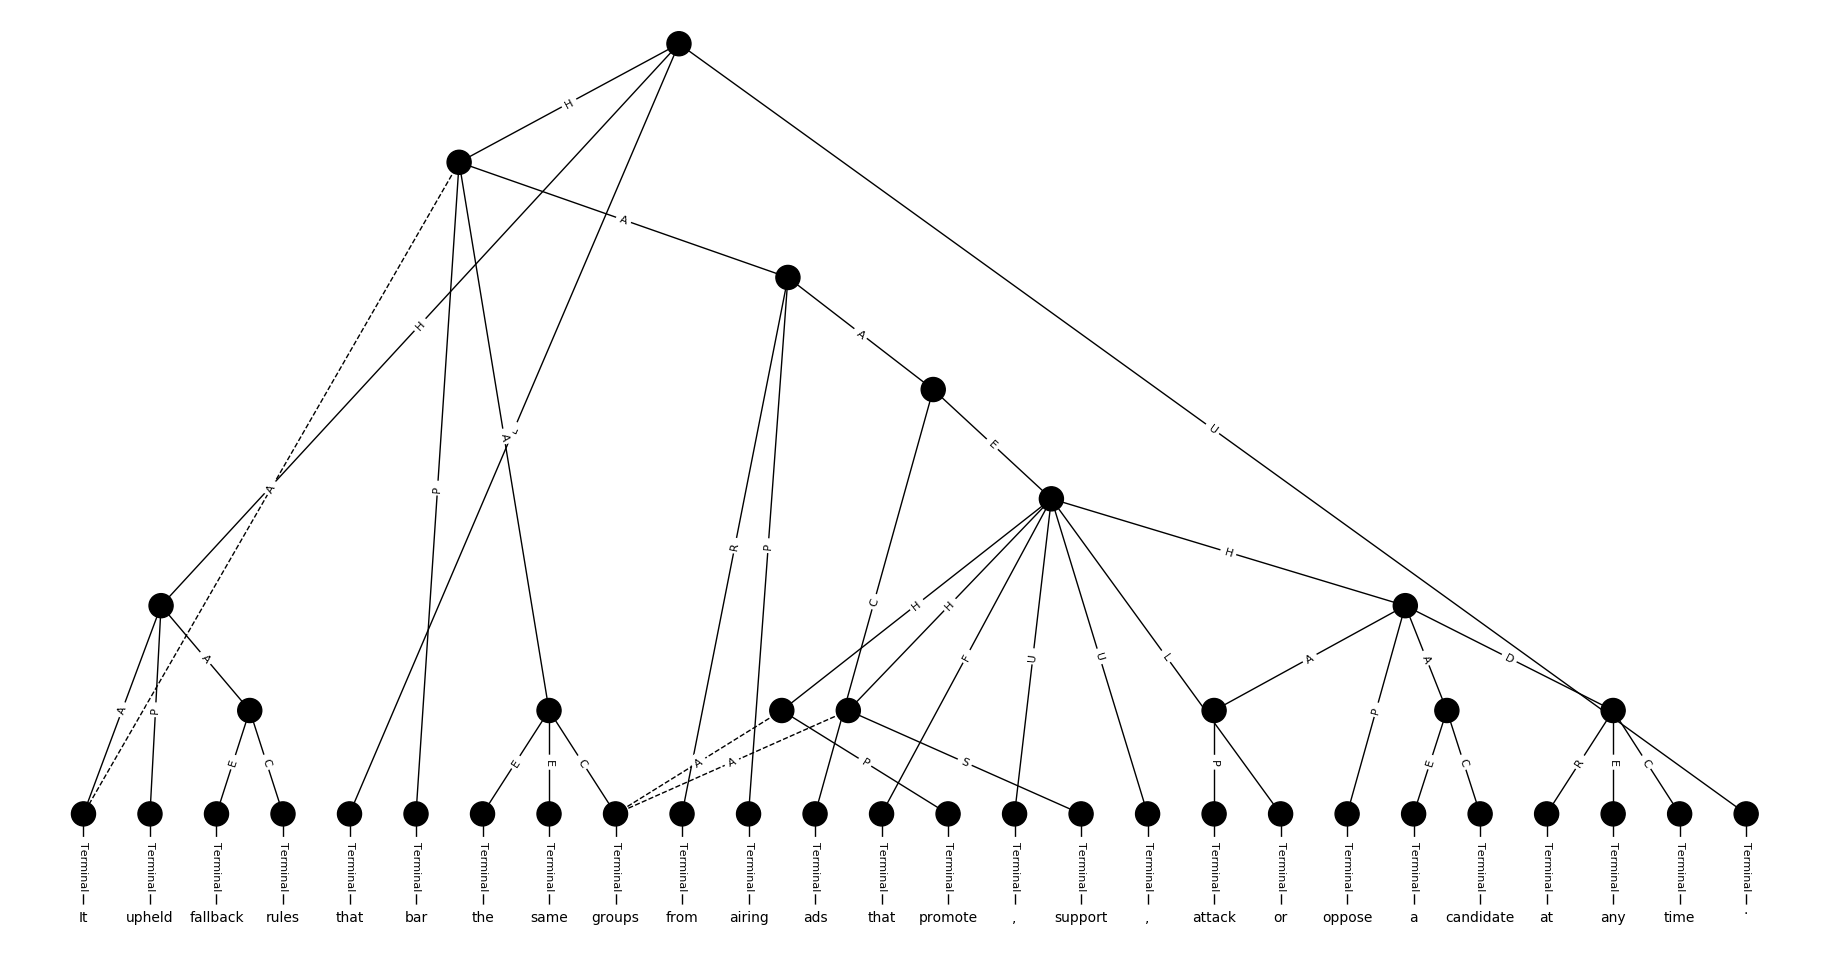 H
A
H
A
L
A
U
E
A
P
R
P
H
C
H
H
F
U
U
L
A
A
D
A
P
A
P
E
C
E
E
C
A
A
P
S
P
E
C
R
E
C
Terminal Terminal Terminal Terminal Terminal Terminal Terminal Terminal Terminal Terminal Terminal Terminal Terminal Terminal Terminal Terminal Terminal Terminal Terminal Terminal Terminal Terminal Terminal Terminal Terminal Terminal
It upheld fallback rules that bar the same groups from airing ads that promote , support , attack or oppose a candidate at any time .